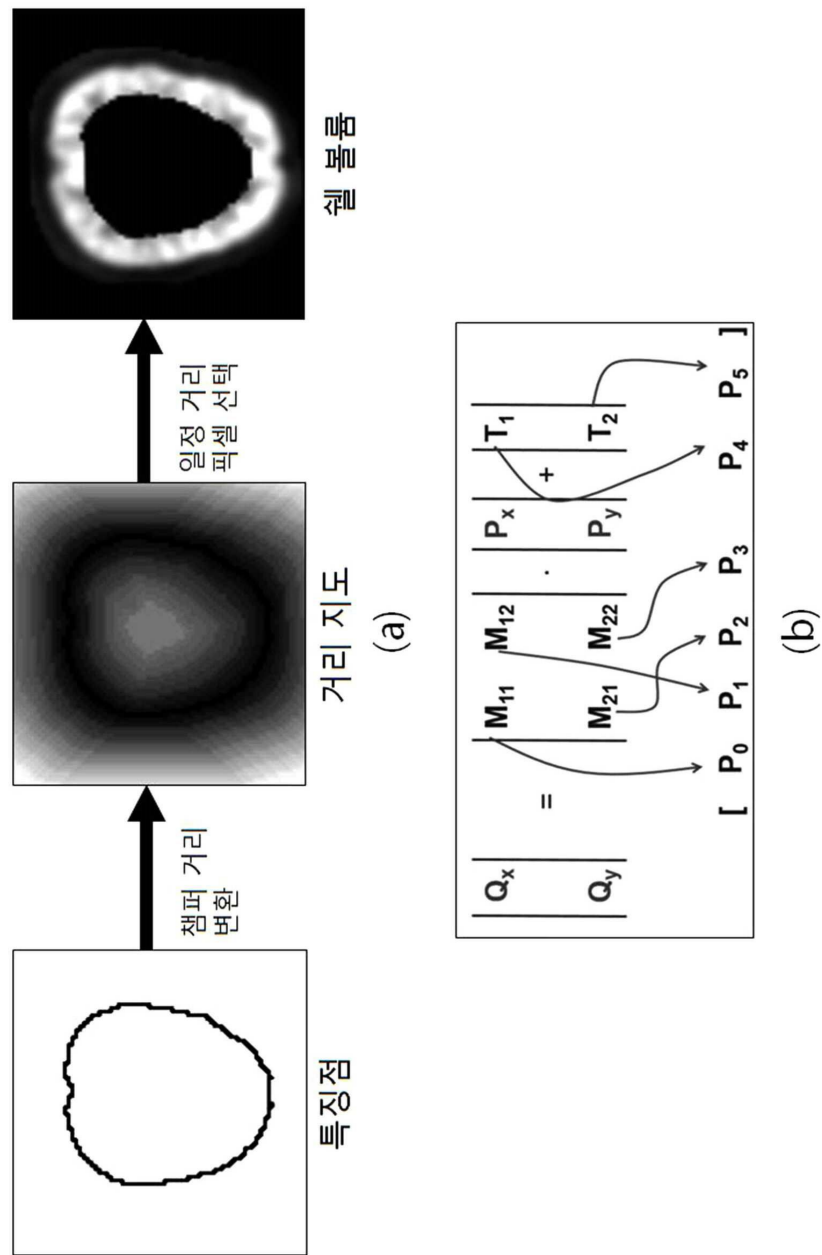 챔퍼 거리
변환
일정 거리
픽셀 선택
특징점
거리 지도
쉘 볼륨
(a)
Qx = M11 M12 · Px + T1
Qy M21 M22 Py T2
[ P0 P1 P2 P3 P4 P5 ]
(b)